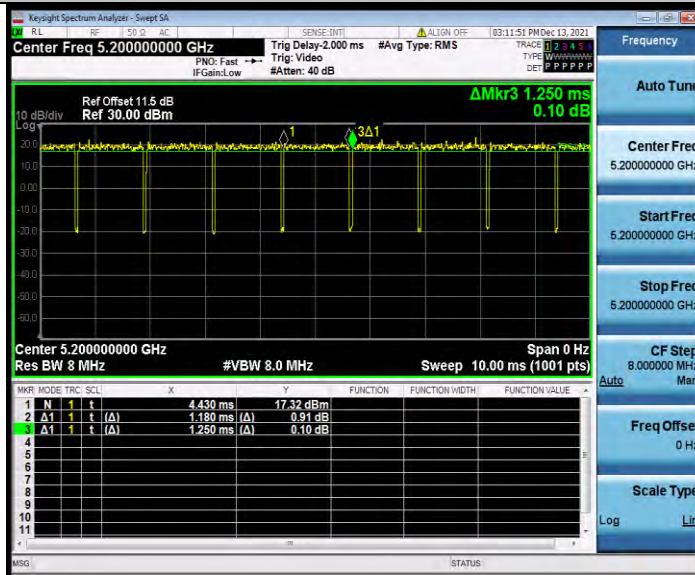 Keysight Spectrum Analyzer - Swept SA
RL RF 50 Ω AC SENSE:INT ALIGN OFF 03:11:51 PM Dec 13, 2021
Center Freq 5.200000000 GHz
Trig Delay-2.000 ms #Avg Type: RMS
TRACE 1 2 3 4 5 6
PNO: Fast Trig: Video
TYPE WWWWWW
IFGain:Low #Atten: 40 dB
DET P P P P P P
ΔMkr3 1.250 ms
0.10 dB
Ref Offset 11.5 dB
10 dB/div Ref 30.00 dBm
Log
1 3Δ1
20.0
10.0
0.00
-10.0
-20.0
-30.0
-40.0
-50.0
-60.0
Center 5.200000000 GHz Span 0 Hz
Res BW 8 MHz #VBW 8.0 MHz Sweep 10.00 ms (1001 pts)
MKR MODE TRC SCL X Y FUNCTION FUNCTION WIDTH FUNCTION VALUE
1 N 1 t 4.430 ms 17.32 dBm
2 Δ1 1 t (Δ) 1.180 ms (Δ) 0.91 dB
3 Δ1 1 t (Δ) 1.250 ms (Δ) 0.10 dB
4
5
6
7
8
9
10
11
MSG STATUS
Frequency
Auto Tune
Center Freq
5.200000000 GHz
Start Freq
5.200000000 GHz
Stop Freq
5.200000000 GHz
CF Step
8.000000 MHz
Auto Man
Freq Offset
0 Hz
Scale Type
Log Lin